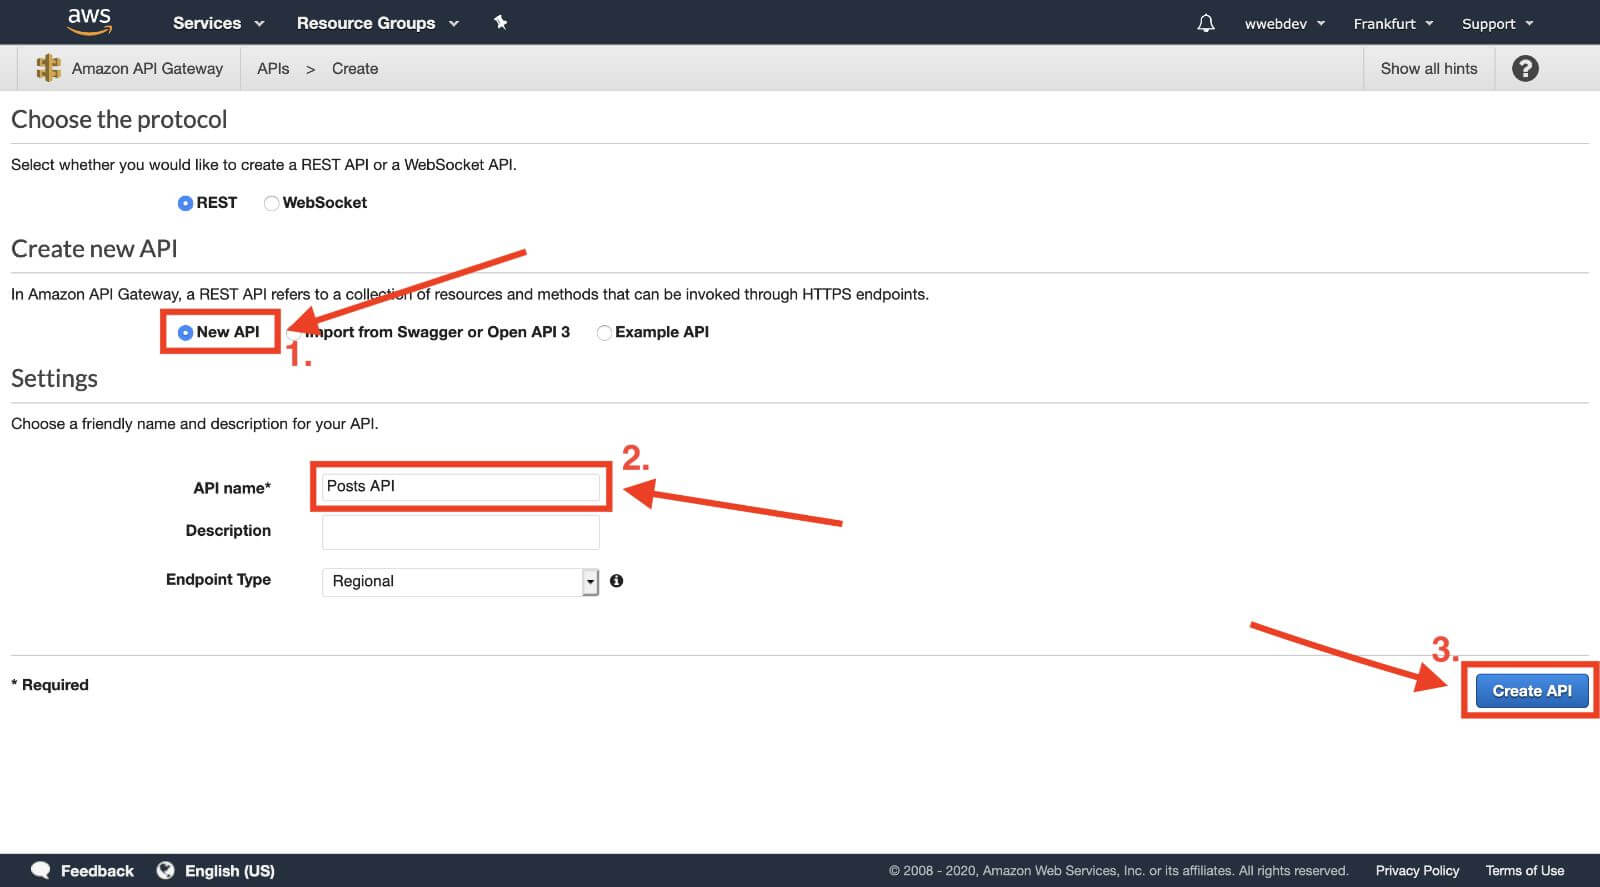 aws Services Resource Groups wwebdev Frankfurt Support
Amazon API Gateway APIs > Create Show all hints ?
Choose the protocol
Select whether you would like to create a REST API or a WebSocket API.
REST WebSocket
Create new API
In Amazon API Gateway, a REST API refers to a collection of resources and methods that can be invoked through HTTPS endpoints.
New API Import from Swagger or Open API 3 Example API
1.
Settings
Choose a friendly name and description for your API.
2.
API name* Posts API
Description
Endpoint Type Regional
3.
* Required Create API
Feedback English (US) © 2008 - 2020, Amazon Web Services, Inc. or its affiliates. All rights reserved. Privacy Policy Terms of Use